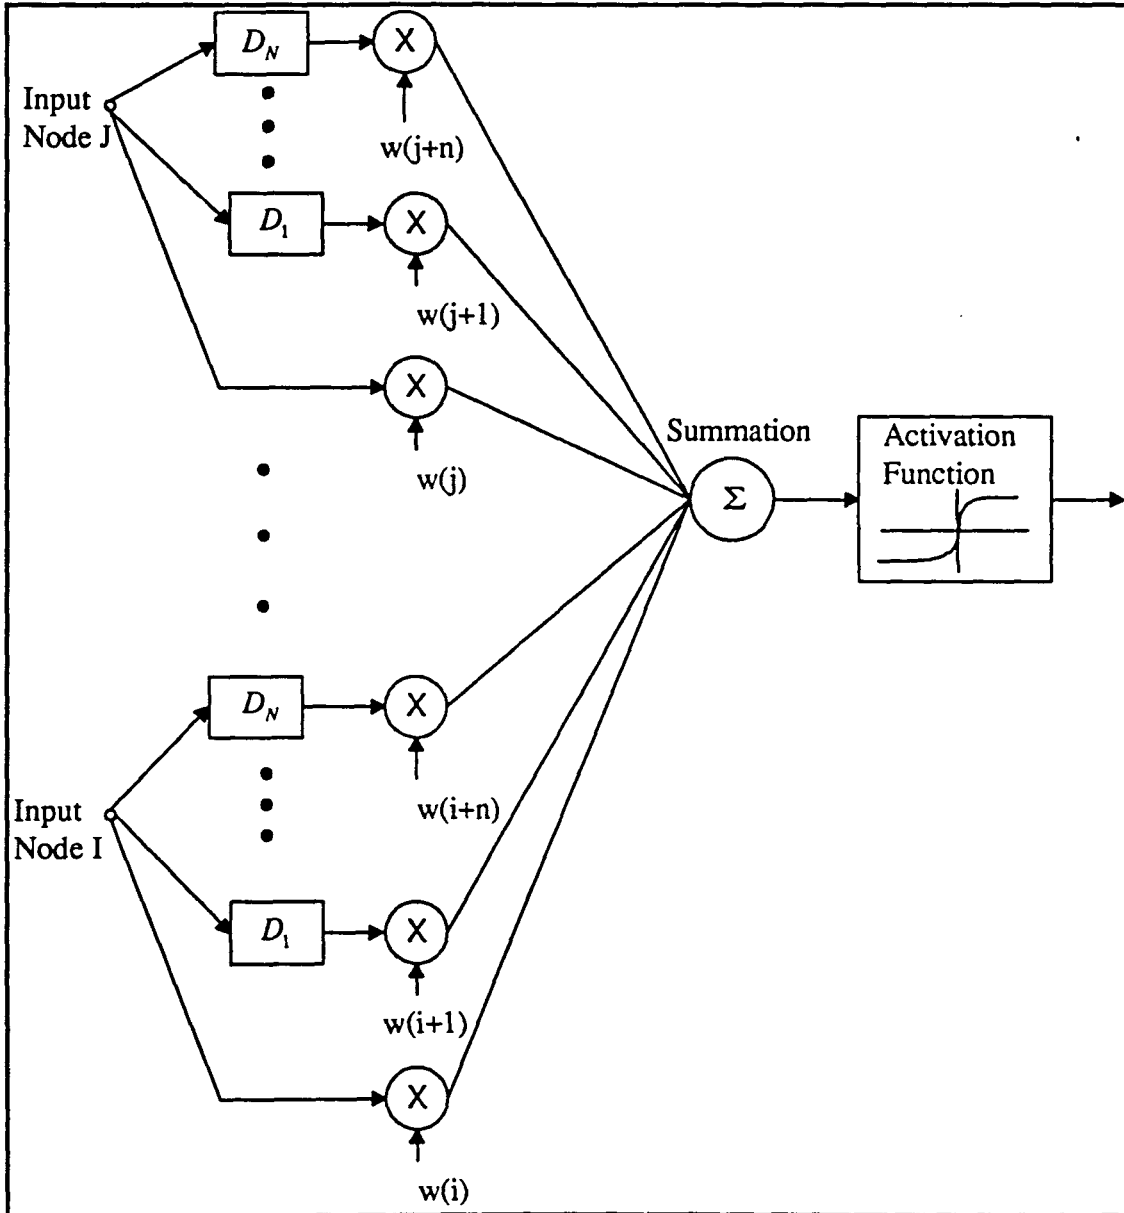 D_N
X
Input
Node J
w(j+n)
D_1
X
w(j+1)
X
w(j)
Summation
Σ
Activation
Function
D_N
X
w(i+n)
Input
Node I
D_1
X
w(i+1)
X
w(i)